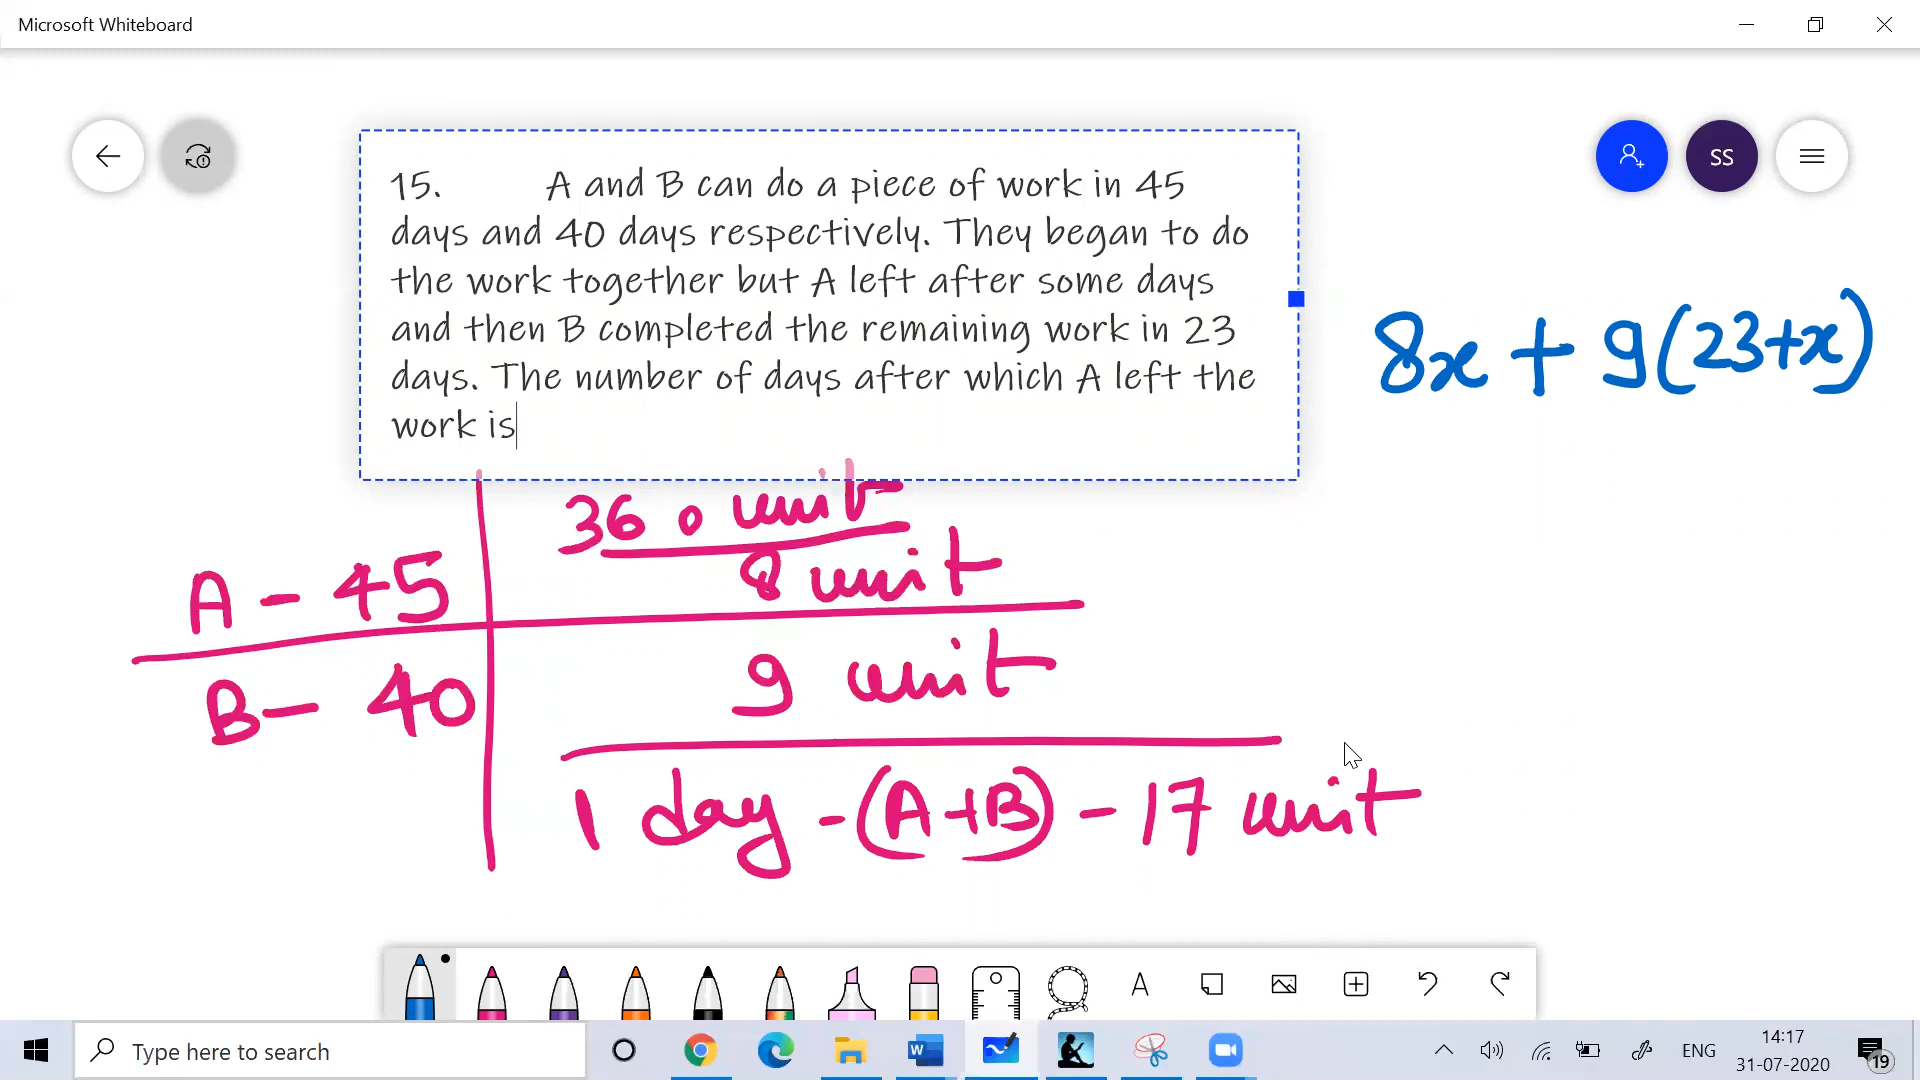 Microsoft Whiteboard
SS
15. A and B can do a piece of work in 45
days and 40 days respectively. They began to do
the work together but A left after some days
and then B completed the remaining work in 23
days. The number of days after which A left the
work is
8x + 9(23+x)
360 unit
A - 45
8 unit
B - 40
9 unit
1 day - (A+B) - 17 unit
A
Type here to search
W
ENG
14:17
31-07-2020
19